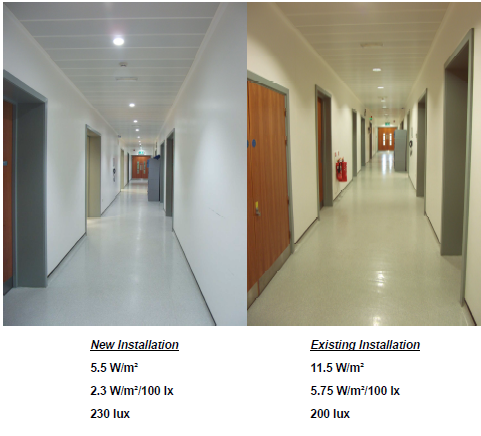 New Installation
5.5 W/m²
2.3 W/m²/100 lx
230 lux
Existing Installation
11.5 W/m²
5.75 W/m²/100 lx
200 lux